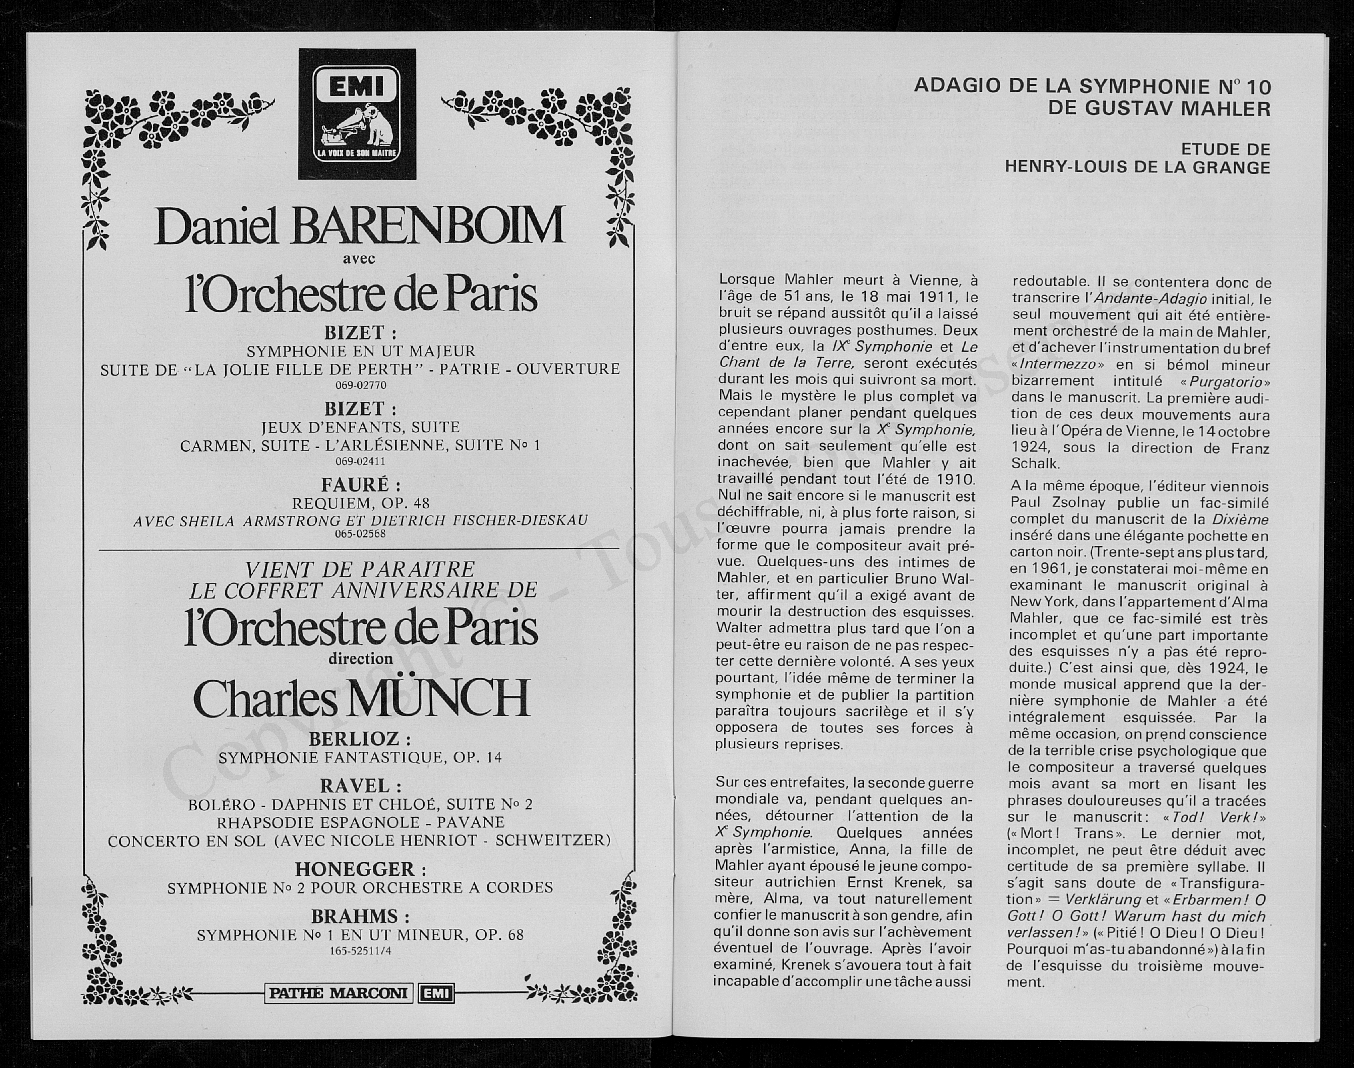 EMI
LA VOIX DE SON MAITRE
Daniel BARENBOIM
avec
l'Orchestre de Paris
BIZET :
SYMPHONIE EN UT MAJEUR
SUITE DE "LA JOLIE FILLE DE PERTH" - PATRIE - OUVERTURE
069-02770
BIZET :
JEUX D'ENFANTS, SUITE
CARMEN, SUITE - L'ARLÉSIENNE, SUITE No 1
069-02411
FAURÉ :
REQUIEM, OP. 48
AVEC SHEILA ARMSTRONG ET DIETRICH FISCHER-DIESKAU
065-02568
VIENT DE PARAITRE
LE COFFRET ANNIVERSAIRE DE
l'Orchestre de Paris
direction
Charles MÜNCH
BERLIOZ :
SYMPHONIE FANTASTIQUE, OP. 14
RAVEL :
BOLÉRO - DAPHNIS ET CHLOÉ, SUITE No 2
RHAPSODIE ESPAGNOLE - PAVANE
CONCERTO EN SOL (AVEC NICOLE HENRIOT - SCHWEITZER)
HONEGGER :
SYMPHONIE No 2 POUR ORCHESTRE A CORDES
BRAHMS :
SYMPHONIE No 1 EN UT MINEUR, OP. 68
165-52511/4
PATHÉ MARCONI EMI
ADAGIO DE LA SYMPHONIE N° 10
DE GUSTAV MAHLER
ETUDE DE
HENRY-LOUIS DE LA GRANGE
Lorsque Mahler meurt à Vienne, à
l'âge de 51 ans, le 18 mai 1911, le
bruit se répand aussitôt qu'il a laissé
plusieurs ouvrages posthumes. Deux
d'entre eux, la IXe Symphonie et Le
Chant de la Terre, seront exécutés
durant les mois qui suivront sa mort.
Mais le mystère le plus complet va
cependant planer pendant quelques
années encore sur la Xe Symphonie,
dont on sait seulement qu'elle est
inachevée, bien que Mahler y ait
travaillé pendant tout l'été de 1910.
Nul ne sait encore si le manuscrit est
déchiffrable, ni, à plus forte raison, si
l'œuvre pourra jamais prendre la
forme que le compositeur avait pré-
vue. Quelques-uns des intimes de
Mahler, et en particulier Bruno Wal-
ter, affirment qu'il a exigé avant de
mourir la destruction des esquisses.
Walter admettra plus tard que l'on a
peut-être eu raison de ne pas respec-
ter cette dernière volonté. A ses yeux
pourtant, l'idée même de terminer la
symphonie et de publier la partition
paraîtra toujours sacrilège et il s'y
opposera de toutes ses forces à
plusieurs reprises.
Sur ces entrefaites, la seconde guerre
mondiale va, pendant quelques an-
nées, détourner l'attention de la
Xe Symphonie. Quelques années
après l'armistice, Anna, la fille de
Mahler ayant épousé le jeune compo-
siteur autrichien Ernst Krenek, sa
mère, Alma, va tout naturellement
confier le manuscrit à son gendre, afin
qu'il donne son avis sur l'achèvement
éventuel de l'ouvrage. Après l'avoir
examiné, Krenek s'avouera tout à fait
incapable d'accomplir une tâche aussi
redoutable. Il se contentera donc de
transcrire l'Andante-Adagio initial, le
seul mouvement qui ait été entière-
ment orchestré de la main de Mahler,
et d'achever l'instrumentation du bref
«Intermezzo» en si bémol mineur
bizarrement intitulé «Purgatorio»
dans le manuscrit. La première audi-
tion de ces deux mouvements aura
lieu à l'Opéra de Vienne, le 14 octobre
1924, sous la direction de Franz
Schalk.
A la même époque, l'éditeur viennois
Paul Zsolnay publie un fac-similé
complet du manuscrit de la Dixième
inséré dans une élégante pochette en
carton noir. (Trente-sept ans plus tard,
en 1961, je constaterai moi-même en
examinant le manuscrit original à
New York, dans l'appartement d'Alma
Mahler, que ce fac-similé est très
incomplet et qu'une part importante
des esquisses n'y a pas été repro-
duite.) C'est ainsi que, dès 1924, le
monde musical apprend que la der-
nière symphonie de Mahler a été
intégralement esquissée. Par la
même occasion, on prend conscience
de la terrible crise psychologique que
le compositeur a traversé quelques
mois avant sa mort en lisant les
phrases douloureuses qu'il a tracées
sur le manuscrit: «Tod! Verk!»
(«Mort! Trans». Le dernier mot,
incomplet, ne peut être déduit avec
certitude de sa première syllabe. Il
s'agit sans doute de «Transfigura-
tion» = Verklärung et «Erbarmen! O
Gott! O Gott! Warum hast du mich
verlassen!» («Pitié! O Dieu! O Dieu!
Pourquoi m'as-tu abandonné») à la fin
de l'esquisse du troisième mouve-
ment.
Copyright © - Tous